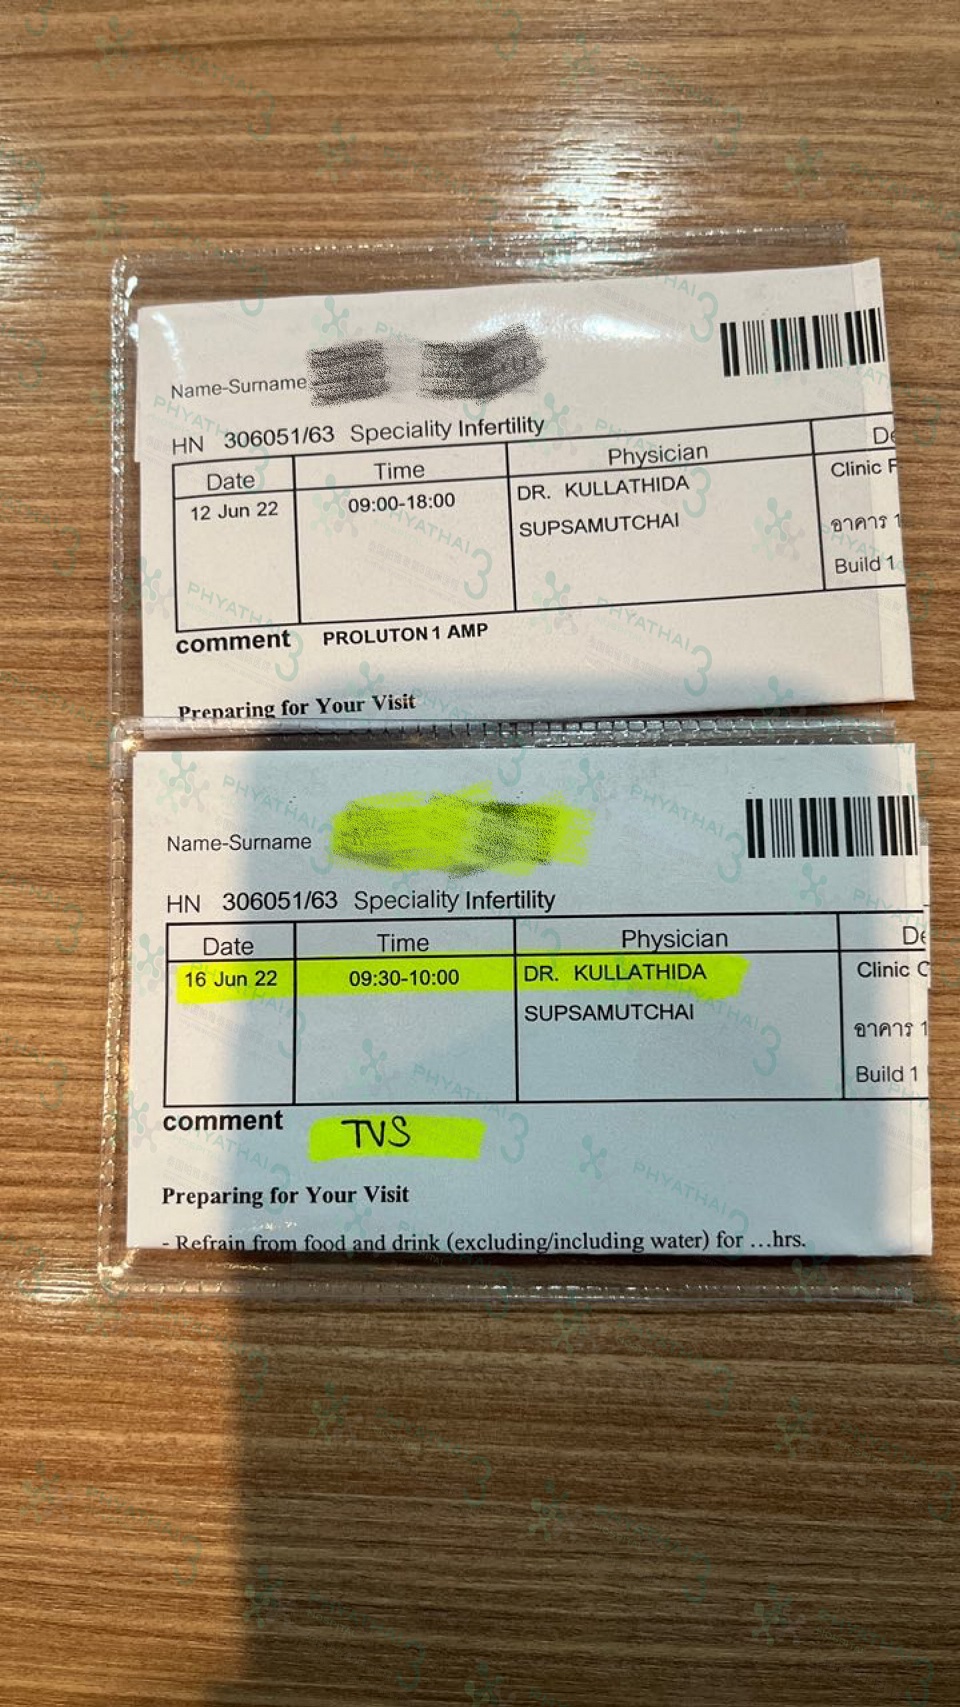 Name-Surname
HN 306051/63 Speciality Infertility
Date Time Physician
12 Jun 22 09:00-18:00 DR. KULLATHIDA Clinic
SUPSAMUTCHAI อาคาร 1
Build 1
comment PROLUTON 1 AMP
Preparing for Your Visit
Name-Surname
HN 306051/63 Speciality Infertility
Date Time Physician
16 Jun 22 09:30-10:00 DR. KULLATHIDA Clinic
SUPSAMUTCHAI อาคาร 1
Build 1
comment TVS
Preparing for Your Visit
- Refrain from food and drink (excluding/including water) for ...hrs.
PHYATHAI 3